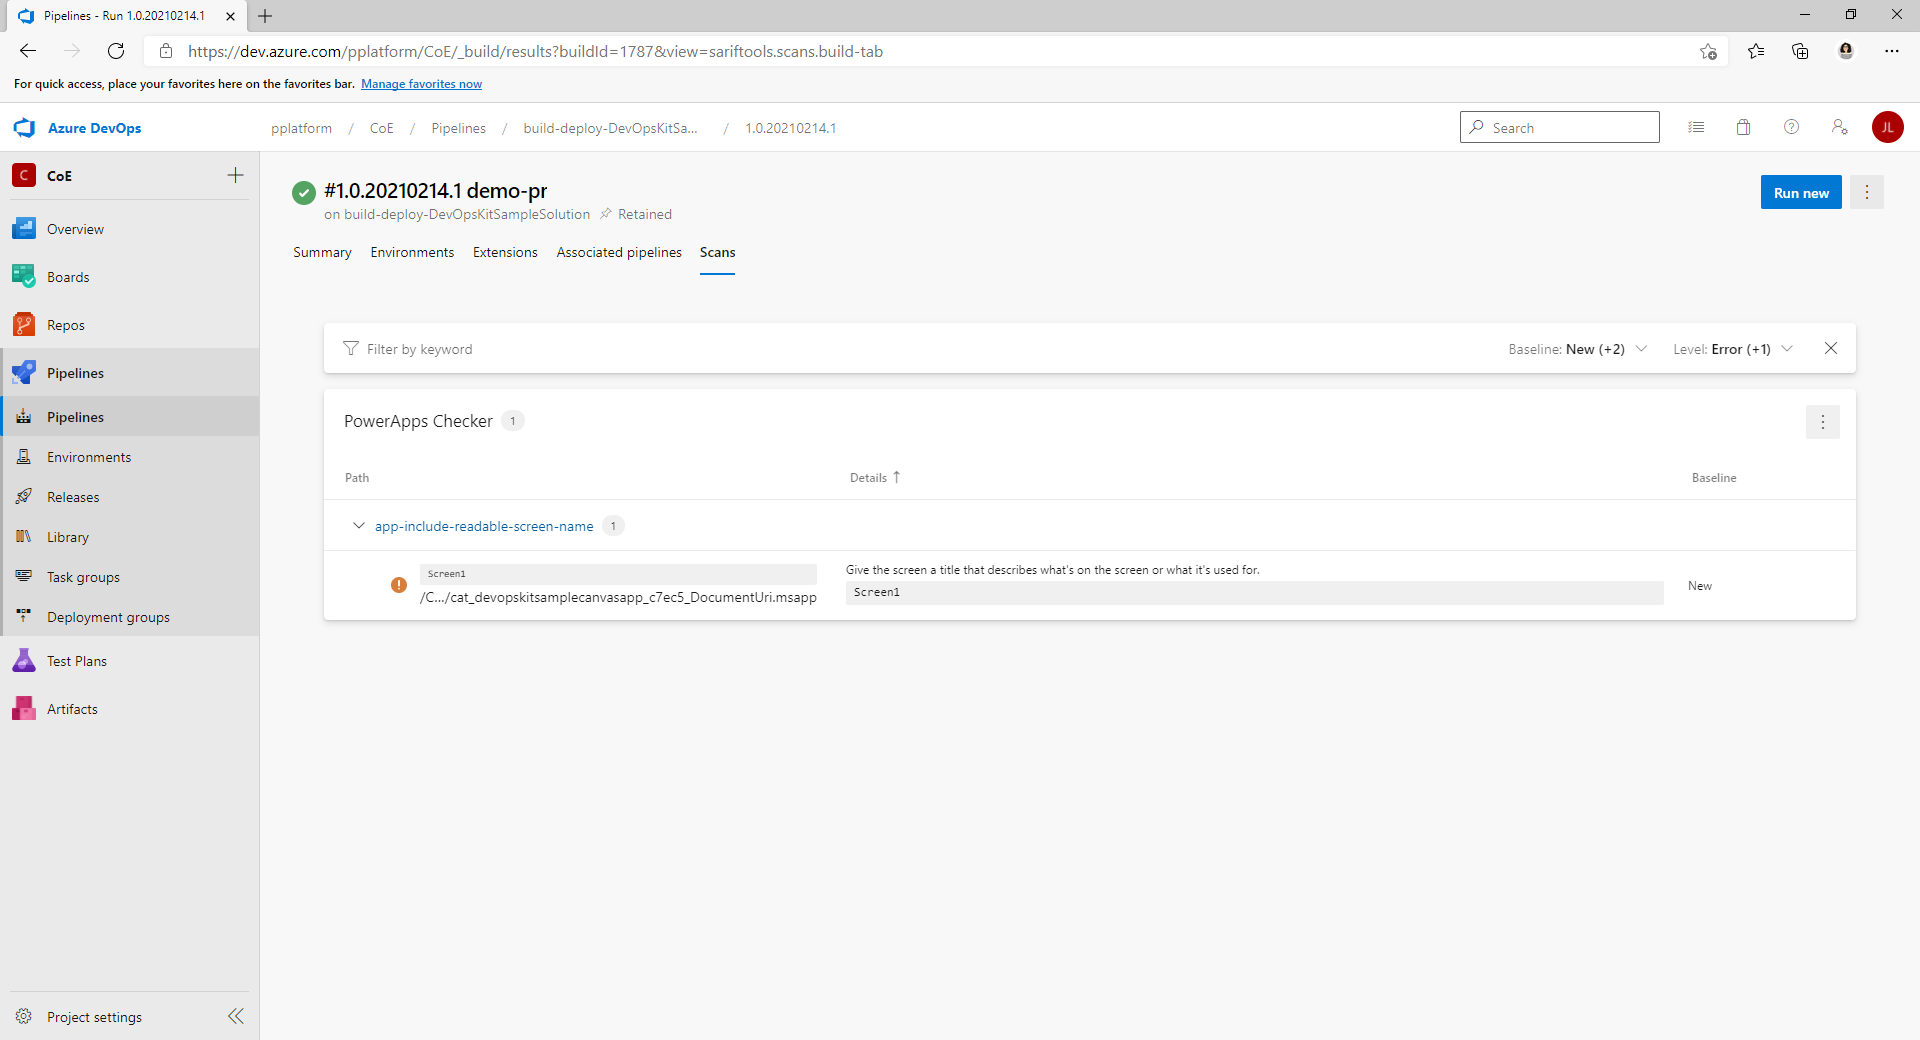 Pipelines - Run 1.0.20210214.1
https://dev.azure.com/pplatform/CoE/_build/results?buildId=1787&view=sariftools.scans.build-tab
For quick access, place your favorites here on the favorites bar. Manage favorites now
Azure DevOps
pplatform / CoE / Pipelines / build-deploy-DevOpsKitSa... / 1.0.20210214.1
Search
JL
C CoE
Overview
Boards
Repos
Pipelines
Pipelines
Environments
Releases
Library
Task groups
Deployment groups
Test Plans
Artifacts
Project settings
#1.0.20210214.1 demo-pr
on build-deploy-DevOpsKitSampleSolution Retained
Run new
Summary Environments Extensions Associated pipelines Scans
Filter by keyword
Baseline: New (+2) Level: Error (+1)
PowerApps Checker 1
Path Details Baseline
app-include-readable-screen-name 1
Screen1
/C.../cat_devopskitsamplecanvasapp_c7ec5_DocumentUri.msapp
Give the screen a title that describes what's on the screen or what it's used for.
Screen1
New